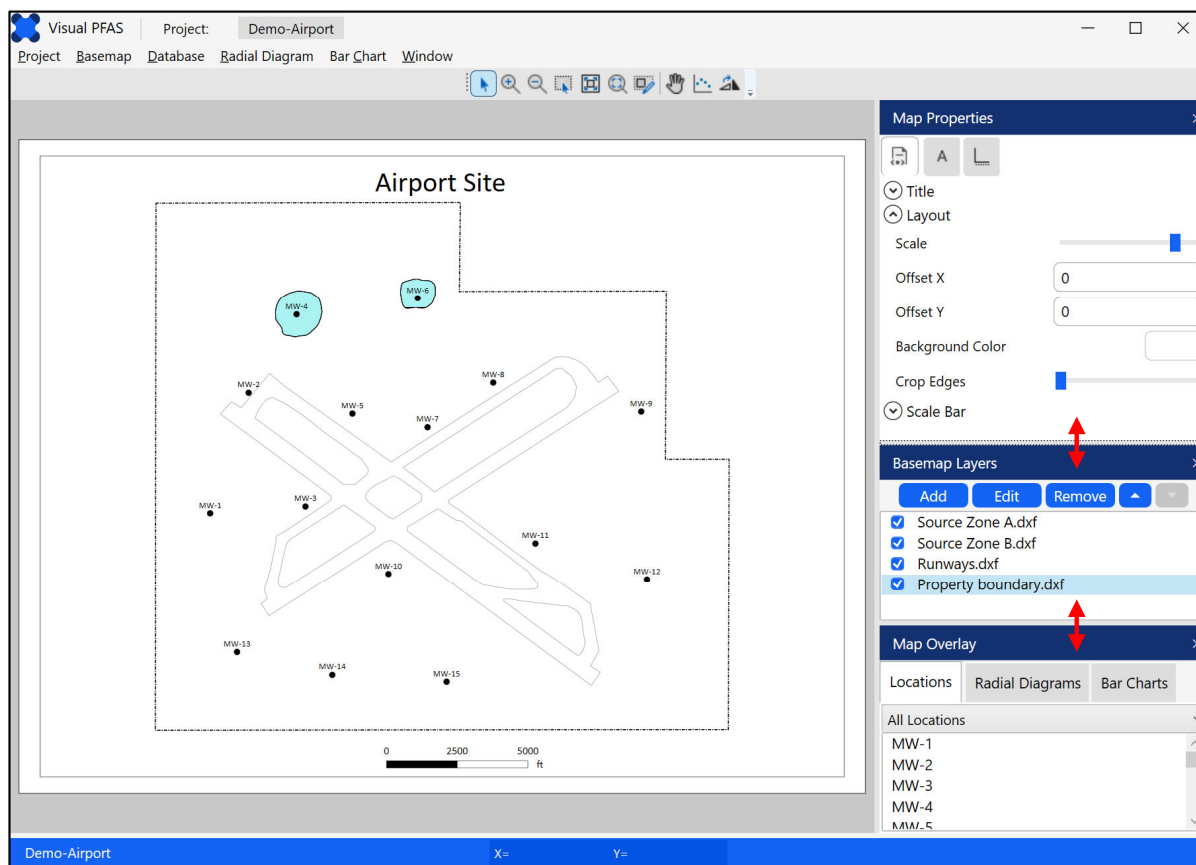 Visual PFAS Project: Demo-Airport
Project Basemap Database Radial Diagram Bar Chart Window
Map Properties
A
Title
Layout
Scale
Offset X 0
Offset Y 0
Background Color
Crop Edges
Scale Bar
Airport Site
MW-6
MW-4
MW-8
MW-2
MW-9
MW-5
MW-7
MW-3
MW-1
MW-11
MW-10
MW-12
MW-13
MW-14
MW-15
0 2500 5000
ft
Basemap Layers
Add Edit Remove
Source Zone A.dxf
Source Zone B.dxf
Runways.dxf
Property boundary.dxf
Map Overlay
Locations Radial Diagrams Bar Charts
All Locations
MW-1
MW-2
MW-3
MW-4
MW-5
Demo-Airport X= Y=